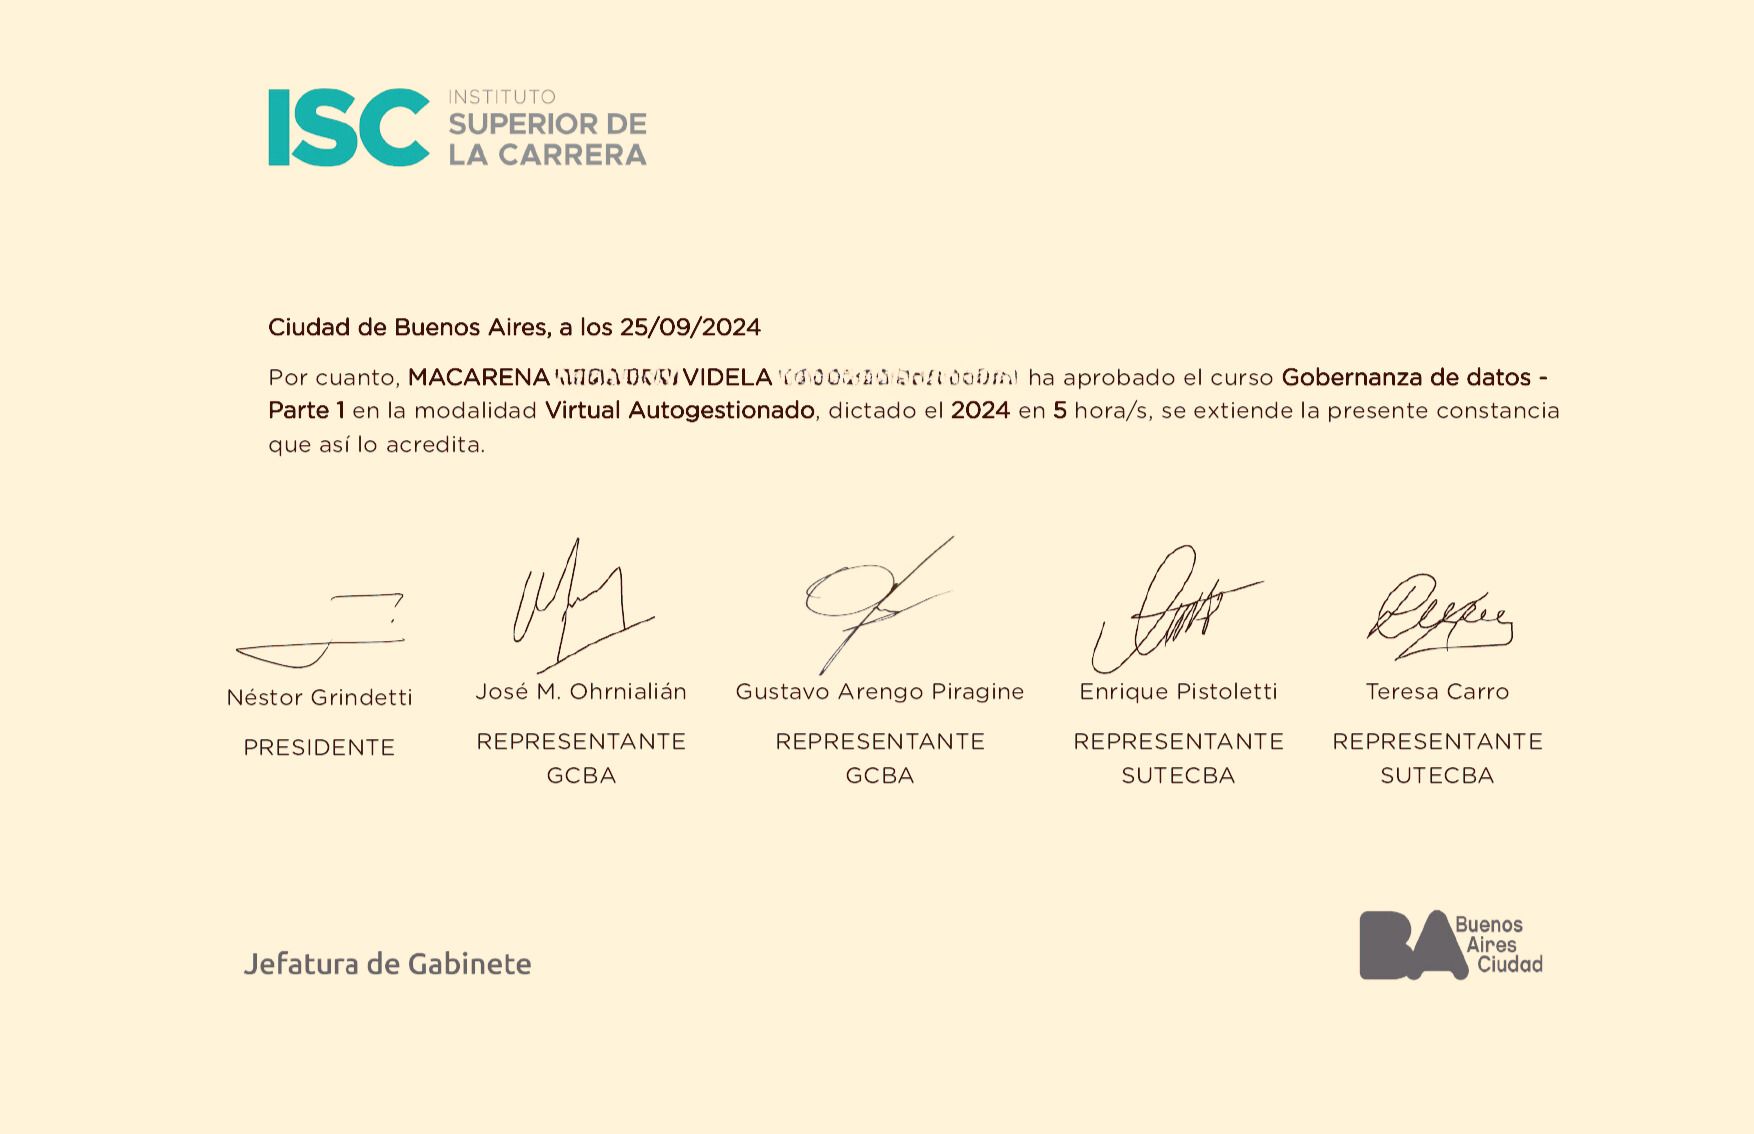 ISC
INSTITUTO
SUPERIOR DE
LA CARRERA
Ciudad de Buenos Aires, a los 25/09/2024
Por cuanto, MACARENA VIDELA ha aprobado el curso Gobernanza de datos -
Parte 1 en la modalidad Virtual Autogestionado, dictado el 2024 en 5 hora/s, se extiende la presente constancia
que así lo acredita.
Néstor Grindetti
PRESIDENTE
José M. Ohrnialián
REPRESENTANTE
GCBA
Gustavo Arengo Piragine
REPRESENTANTE
GCBA
Enrique Pistoletti
REPRESENTANTE
SUTECBA
Teresa Carro
REPRESENTANTE
SUTECBA
Jefatura de Gabinete
BA
Buenos
Aires
Ciudad